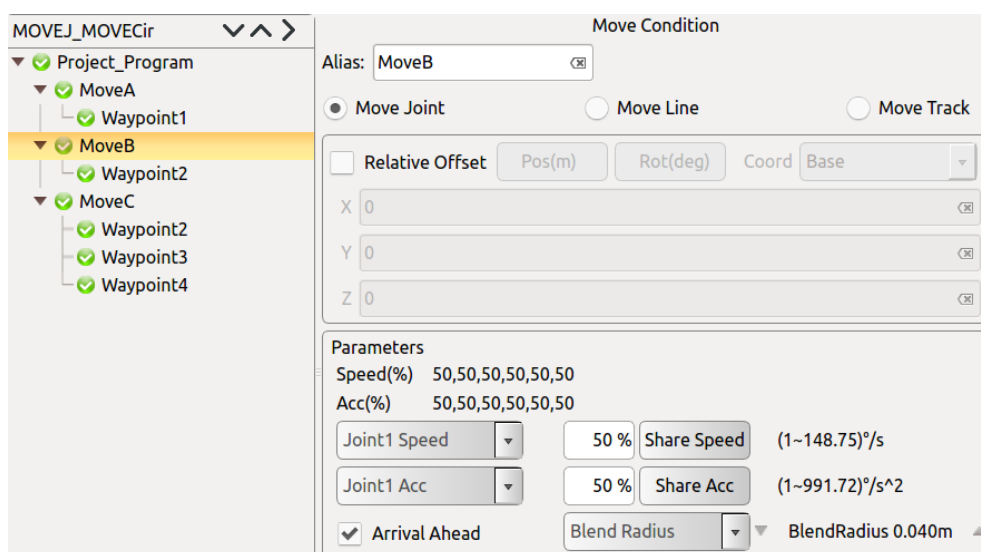 MOVEJ_MOVECir
Project_Program
MoveA
Waypoint1
MoveB
Waypoint2
MoveC
Waypoint2
Waypoint3
Waypoint4
Move Condition
Alias: MoveB
Move Joint Move Line Move Track
Relative Offset Pos(m) Rot(deg) Coord Base
X 0
Y 0
Z 0
Parameters
Speed(%) 50,50,50,50,50,50
Acc(%) 50,50,50,50,50,50
Joint1 Speed 50 % Share Speed (1~148.75)°/s
Joint1 Acc 50 % Share Acc (1~991.72)°/s^2
Arrival Ahead Blend Radius BlendRadius 0.040m